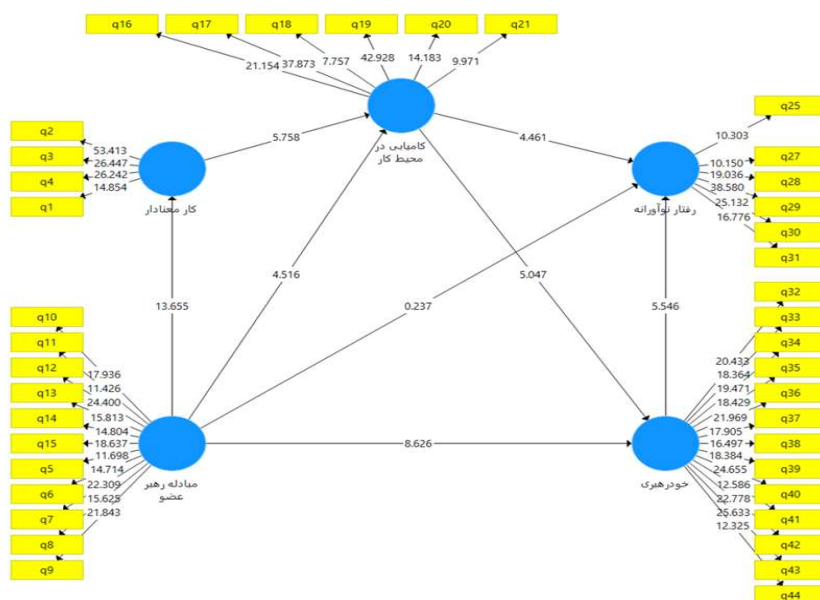 q16
q17
q18
q19
q20
q21
21.154
37.873
7.757
42.928
14.183
9.971
q2
q3
q4
q1
53.413
26.447
26.242
14.854
کار معنادار
5.758
کامیابی در
محیط کار
4.461
q25
q27
q28
q29
q30
q31
10.303
10.150
19.036
38.580
25.132
16.776
رفتار نوآورانه
13.655
4.516
0.237
5.047
5.546
q10
q11
q12
q13
q14
q15
q5
q6
q7
q8
q9
17.936
11.426
24.400
15.813
14.804
18.637
11.698
14.714
22.309
15.625
21.843
مبادله رهبر
عضو
8.626
خودرهبری
q32
q33
q34
q35
q36
q37
q38
q39
q40
q41
q42
q43
q44
20.433
18.364
19.471
18.429
21.969
17.905
16.497
18.384
24.655
12.586
22.778
25.633
12.325